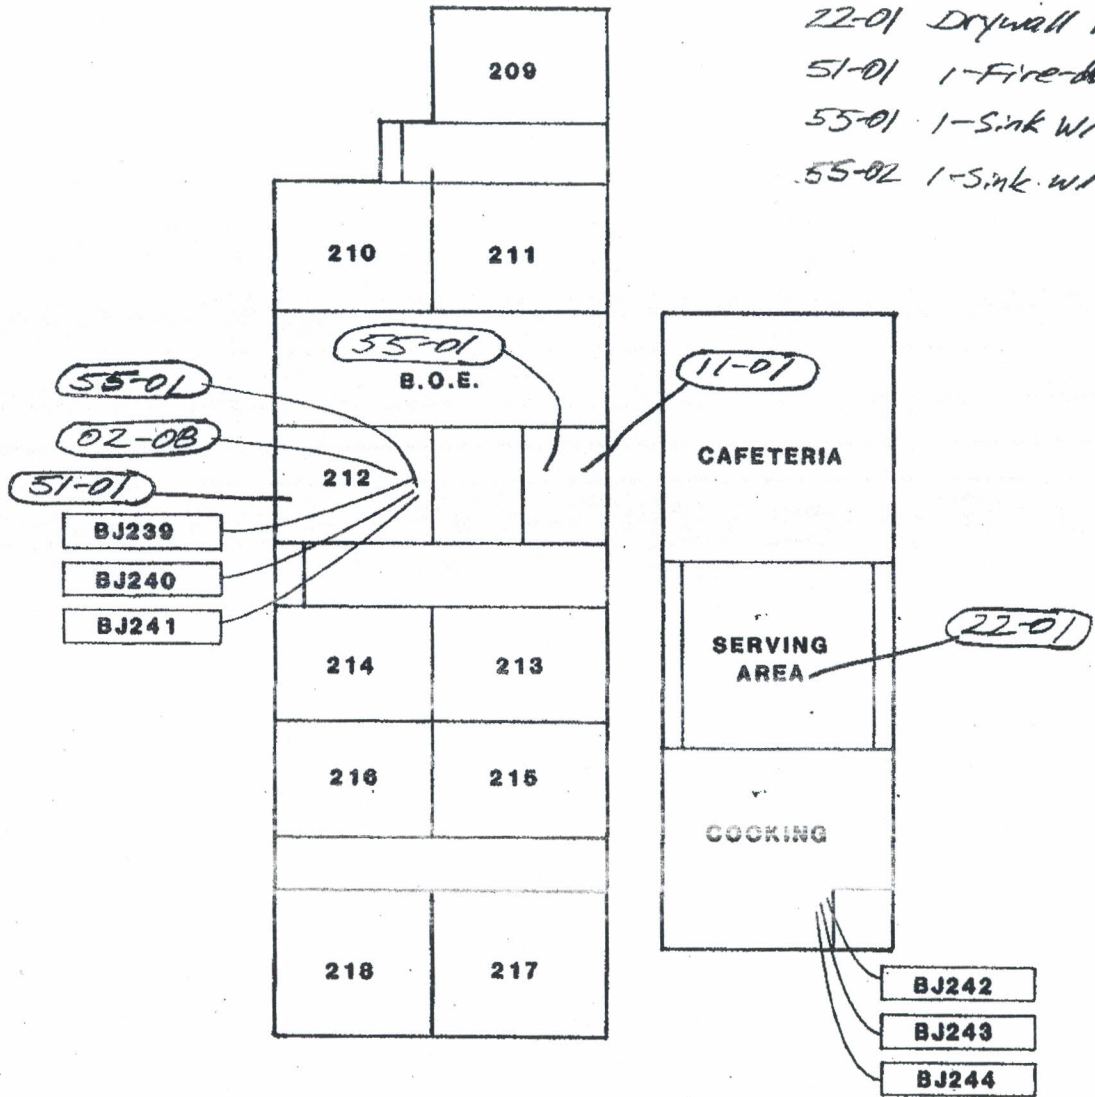 22-01 Drywall
51-01 1-Fire-
55-01 1-Sink W/
55-02 1-Sink W/
209
210 211
55-01
B.O.E.
11-01
55-0
02-08
51-01
212
CAFETERIA
BJ239
BJ240
BJ241
214 213
SERVING
AREA
22-01
216 215
COOKING
218 217
BJ242
BJ243
BJ244